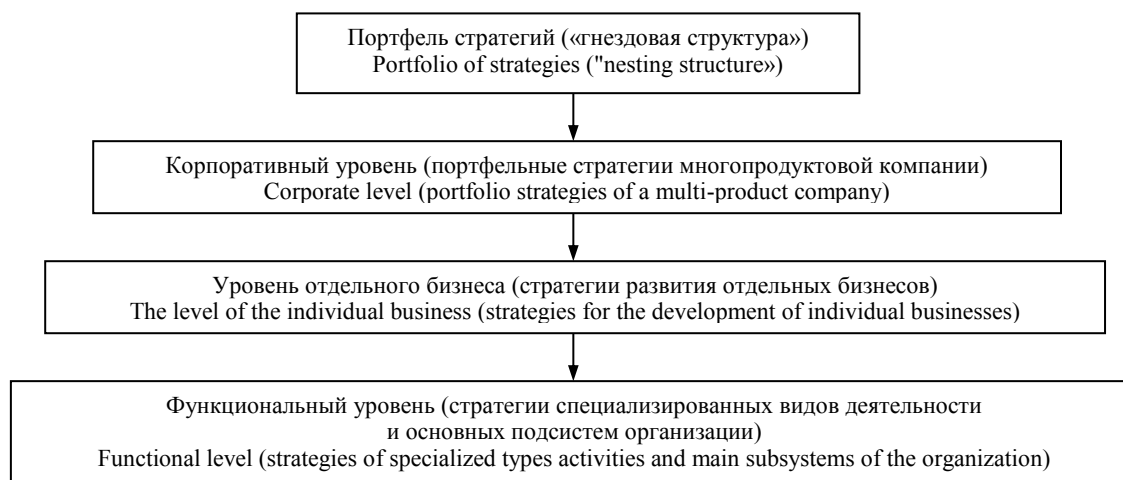 Портфель стратегий («гнездовая структура»)
Portfolio of strategies ("nesting structure»)
Корпоративный уровень (портфельные стратегии многопродуктовой компании)
Corporate level (portfolio strategies of a multi-product company)
Уровень отдельного бизнеса (стратегии развития отдельных бизнесов)
The level of the individual business (strategies for the development of individual businesses)
Функциональный уровень (стратегии специализированных видов деятельности
и основных подсистем организации)
Functional level (strategies of specialized types activities and main subsystems of the organization)